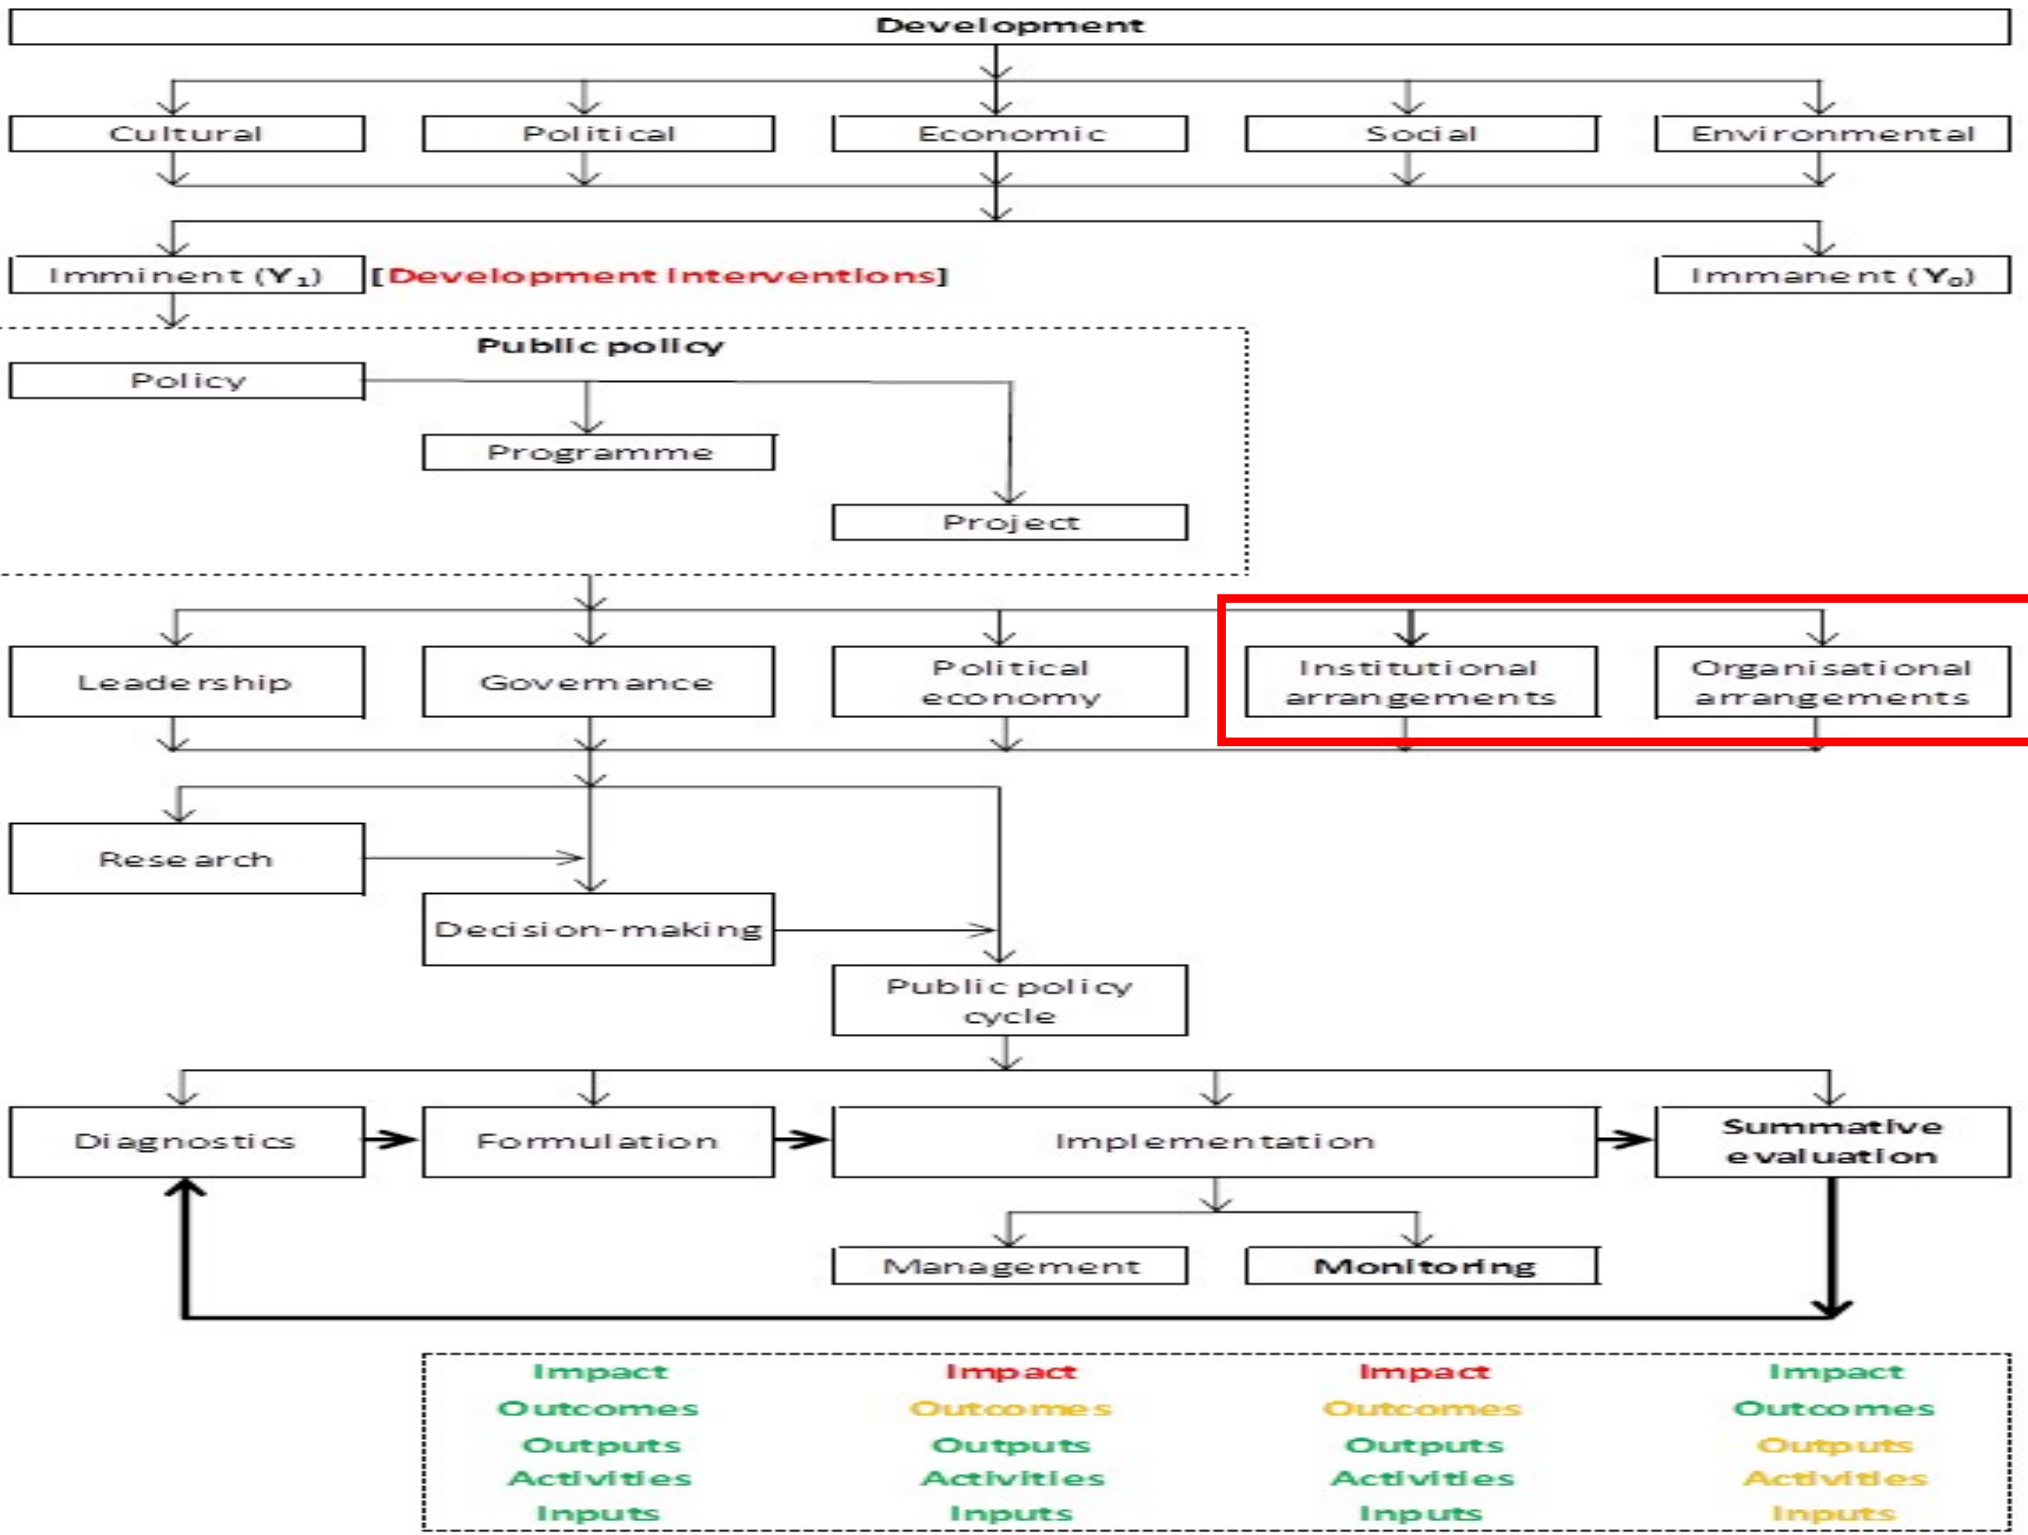 Development
Cultural Political Economic Social Environmental
Imminent (Y₁) [Development Interventions] Immanent (Y₀)
Public policy
Policy
Programme
Project
Leadership Governance Political economy Institutional arrangements Organisational arrangements
Research
Decision-making
Public policy
cycle
Diagnostics Formulation Implementation Summative evaluation
Management Monitoring
Impact Impact Impact Impact
Outcomes Outcomes Outcomes Outcomes
Outputs Outputs Outputs Outputs
Activities Activities Activities Activities
Inputs Inputs Inputs Inputs